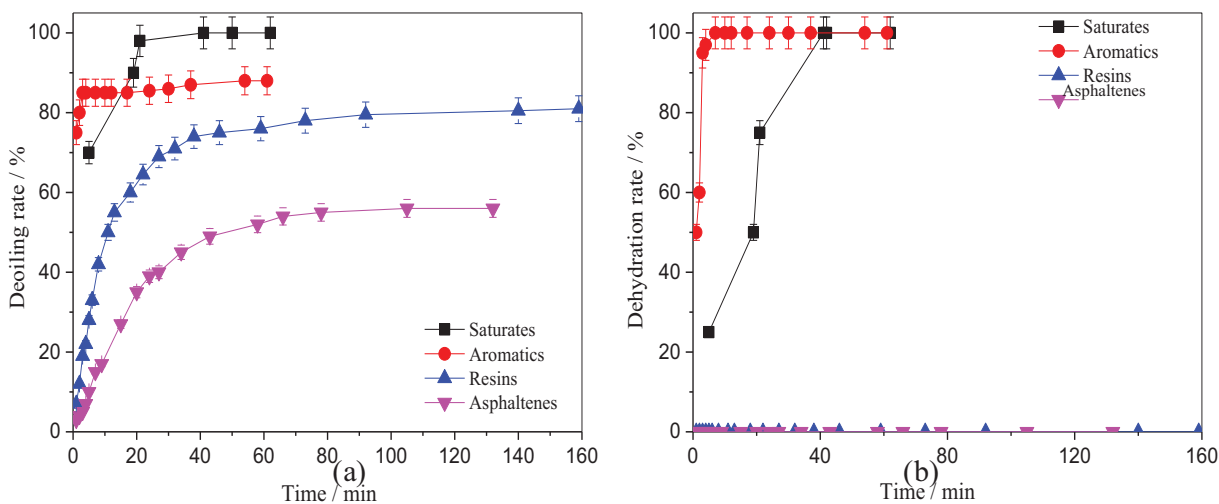 100
80
60
40
20
0
Deoiling rate / %
0 20 40 60 80 100 120 140 160
Time / min
(a)
Saturates
Aromatics
Resins
Asphaltenes
100
80
60
40
20
0
Dehydration rate / %
0 40 80 120 160
Time / min
(b)
Saturates
Aromatics
Resins
Asphaltenes